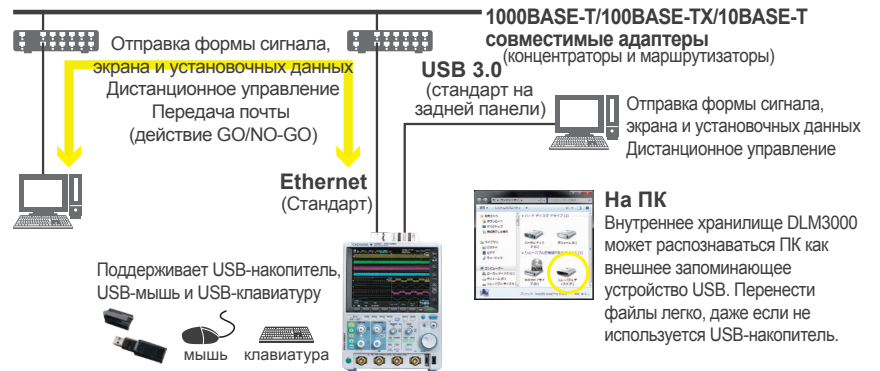 1000BASE-T/100BASE-TX/10BASE-T
совместимые адаптеры
(концентраторы и маршрутизаторы)
Отправка формы сигнала,
экрана и установочных данных
Дистанционное управление
Передача почты
(действие GO/NO-GO)
USB 3.0
(стандарт на
задней панели)
Отправка формы сигнала,
экрана и установочных данных
Дистанционное управление
Ethernet
(Стандарт)
На ПК
Внутреннее хранилище DLM3000
может распознаваться ПК как
внешнее запоминающее
устройство USB. Перенести
файлы легко, даже если не
используется USB-накопитель.
Поддерживает USB-накопитель,
USB-мышь и USB-клавиатуру
мышь клавиатура